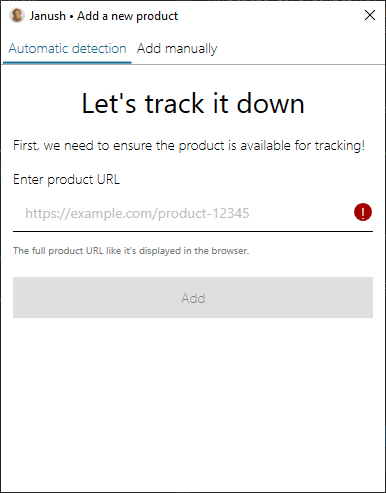 Janush • Add a new product
Automatic detection Add manually
Let's track it down
First, we need to ensure the product is available for tracking!
Enter product URL
https://example.com/product-12345
The full product URL like it's displayed in the browser.
Add